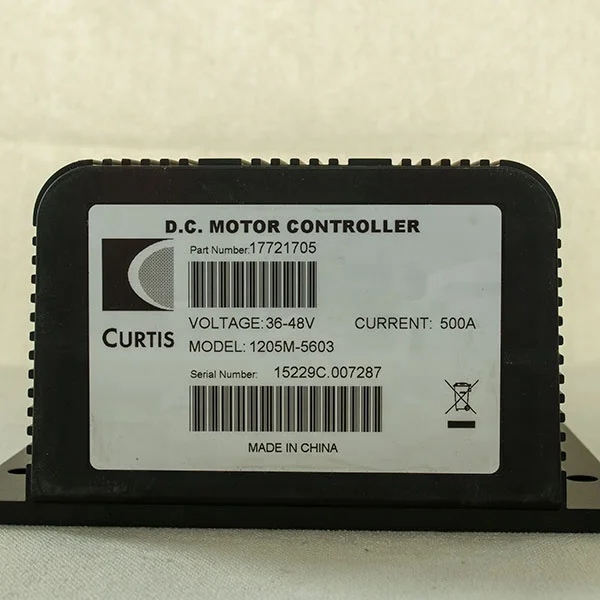 D.C. MOTOR CONTROLLER
Part Number:17721705
VOLTAGE: 36-48V CURRENT: 500A
CURTIS
MODEL: 1205M-5603
Serial Number: 15229C.007287
MADE IN CHINA